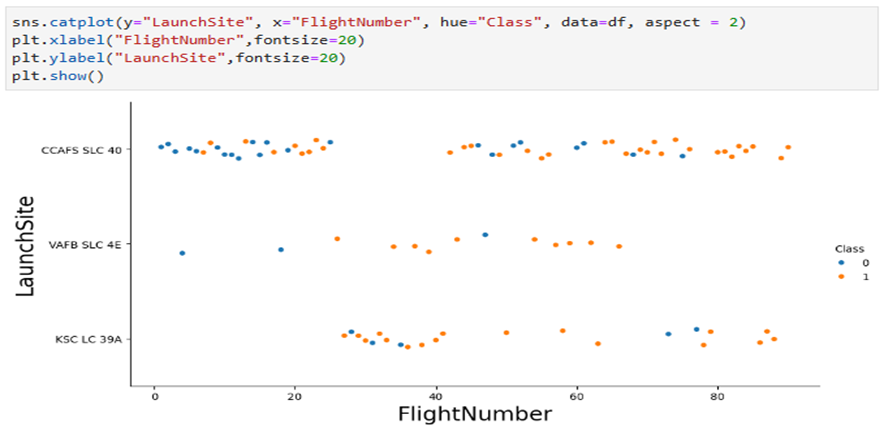 sns.catplot(y="LaunchSite", x="FlightNumber", hue="Class", data=df, aspect = 2)
plt.xlabel("FlightNumber",fontsize=20)
plt.ylabel("LaunchSite",fontsize=20)
plt.show()
CCAFS SLC 40
VAFB SLC 4E
KSC LC 39A
LaunchSite
0 20 40 60 80
FlightNumber
Class
0
1